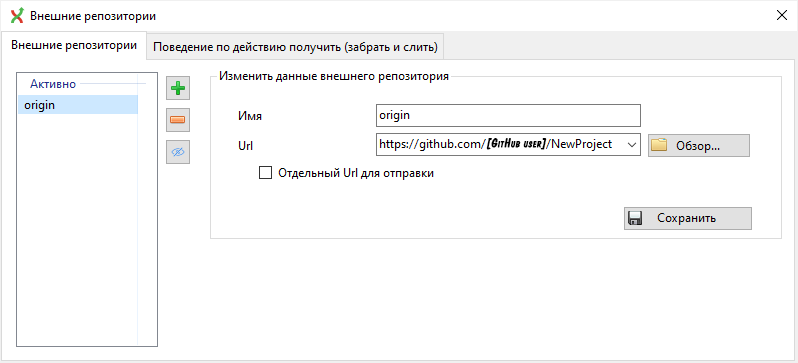 Внешние репозитории
Внешние репозитории
Поведение по действию получить (забрать и слить)
Активно
origin
Изменить данные внешнего репозитория
Имя
origin
Url
https://github.com/[GitHub user]/NewProject
Обзор...
Отдельный Url для отправки
Сохранить